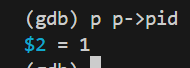 (gdb) p p->pid
$2 = 1